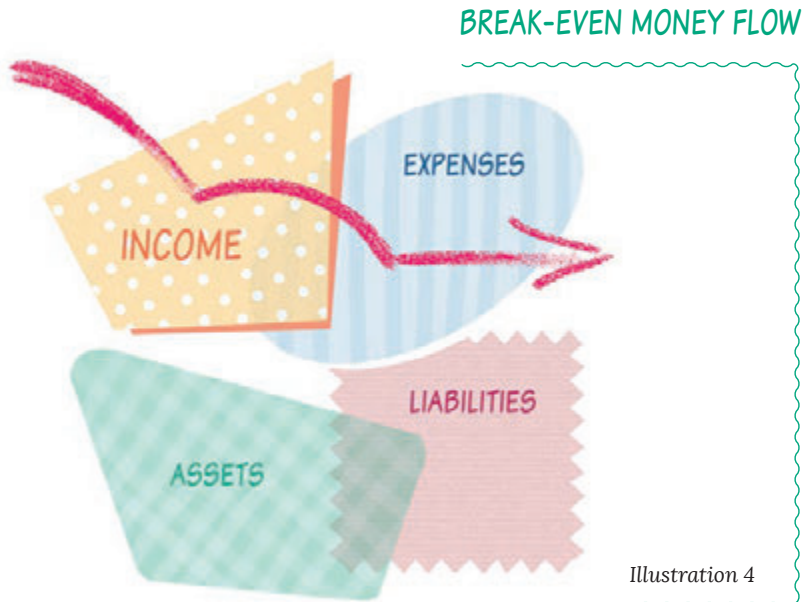 BREAK-EVEN MONEY FLOW
EXPENSES
INCOME
LIABILITIES
ASSETS
Illustration 4